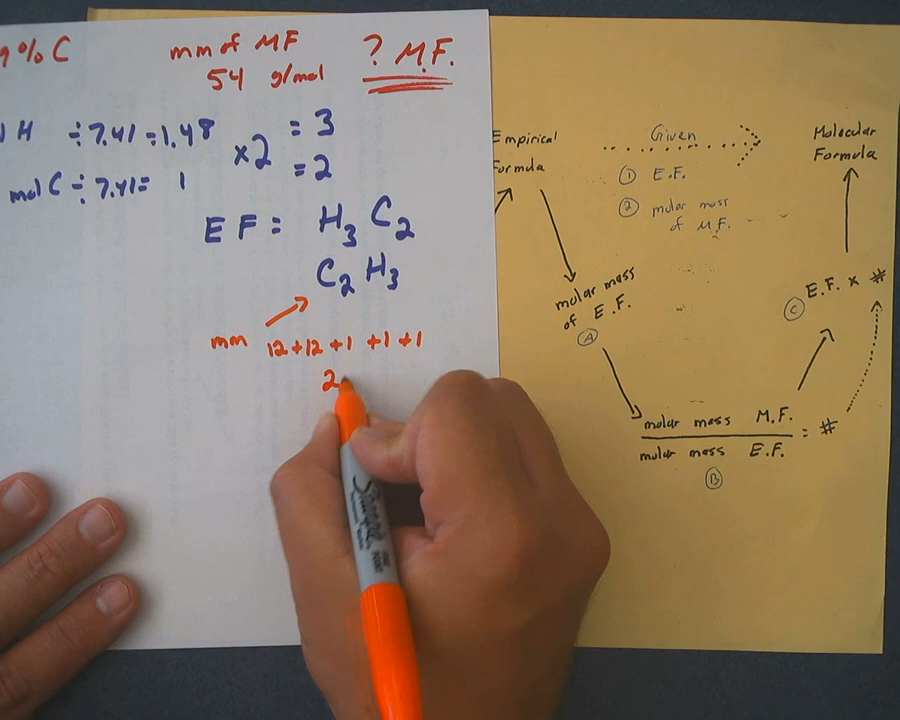 % C
mm of MF
54 g/mol
? M.F.
H ÷7.41=1.48
mol C ÷7.41= 1
x2
= 3
= 2
EF= H3 C2
C2 H3
mm 12+12+1 +1+1
2
Empirical
Formula
Given
① E.F.
② molar mass
of M.F.
Molecular
Formula
molar mass
of E.F.
Ⓐ
E.F. x #
Ⓒ
molar mass M.F.
molar mass E.F.
= #
Ⓑ
Sharpie